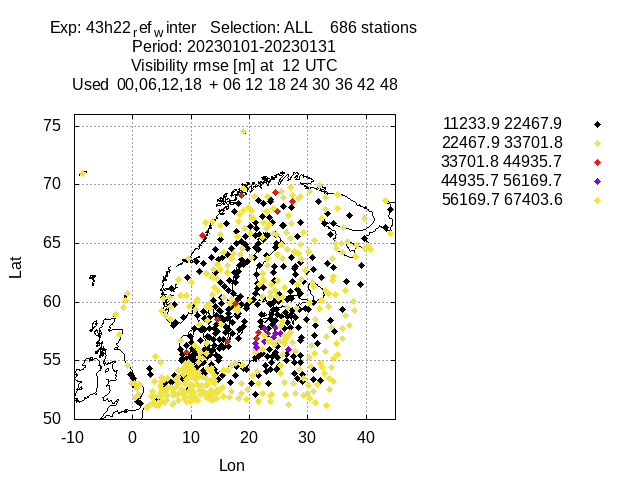 Exp: 43h22ref winter Selection: ALL 686 stations
Period: 20230101-20230131
Visibility rmse [m] at 12 UTC
Used 00,06,12,18 + 06 12 18 24 30 36 42 48
11233.9 22467.9
22467.9 33701.8
33701.8 44935.7
44935.7 56169.7
56169.7 67403.6
75
70
65
60
55
50
Lat
-10 0 10 20 30 40
Lon